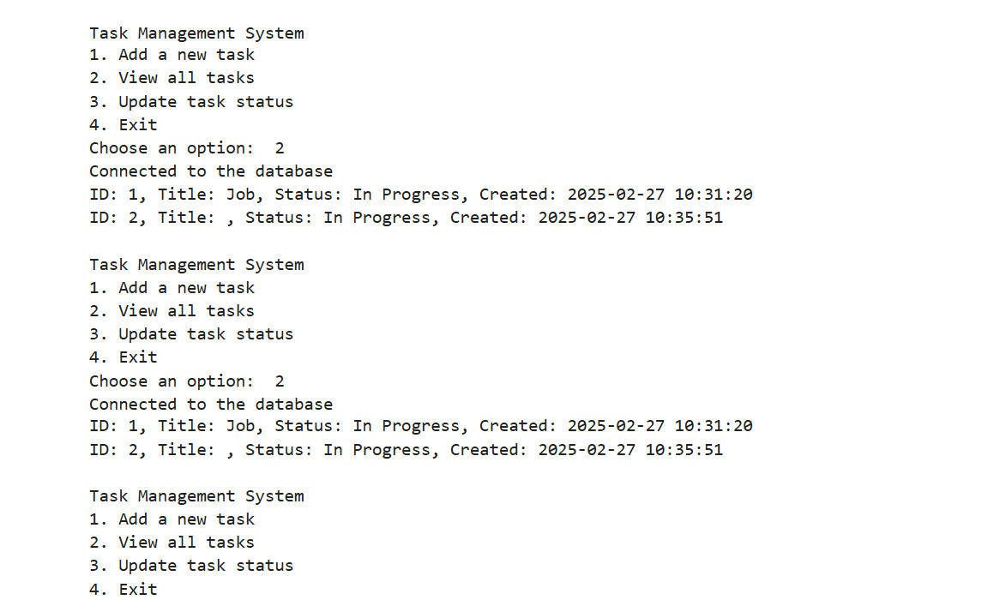 Task Management System
1. Add a new task
2. View all tasks
3. Update task status
4. Exit
Choose an option:  2
Connected to the database
ID: 1, Title: Job, Status: In Progress, Created: 2025-02-27 10:31:20
ID: 2, Title: , Status: In Progress, Created: 2025-02-27 10:35:51

Task Management System
1. Add a new task
2. View all tasks
3. Update task status
4. Exit
Choose an option:  2
Connected to the database
ID: 1, Title: Job, Status: In Progress, Created: 2025-02-27 10:31:20
ID: 2, Title: , Status: In Progress, Created: 2025-02-27 10:35:51

Task Management System
1. Add a new task
2. View all tasks
3. Update task status
4. Exit